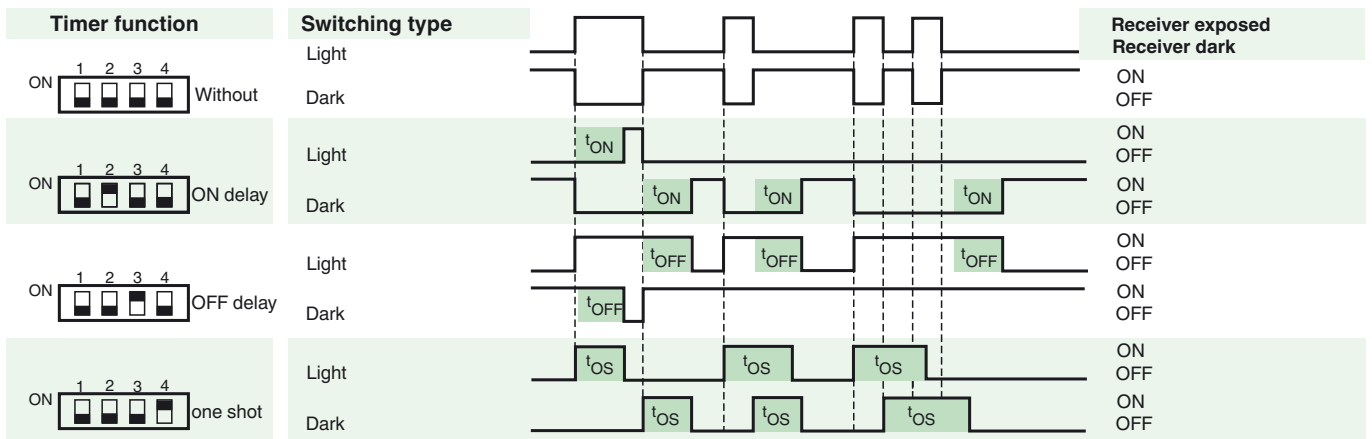 Timer function
Switching type
Receiver exposed
Receiver dark
Light
1 2 3 4
ON
Without
Dark
ON
OFF
Light
tON
ON
OFF
1 2 3 4
ON
ON delay
Dark
tON tON tON
ON
OFF
Light
tOFF tOFF tOFF
ON
OFF
1 2 3 4
ON
OFF delay
Dark
tOFF
ON
OFF
Light
tOS tOS tOS
ON
OFF
1 2 3 4
ON
one shot
Dark
tOS tOS tOS
ON
OFF